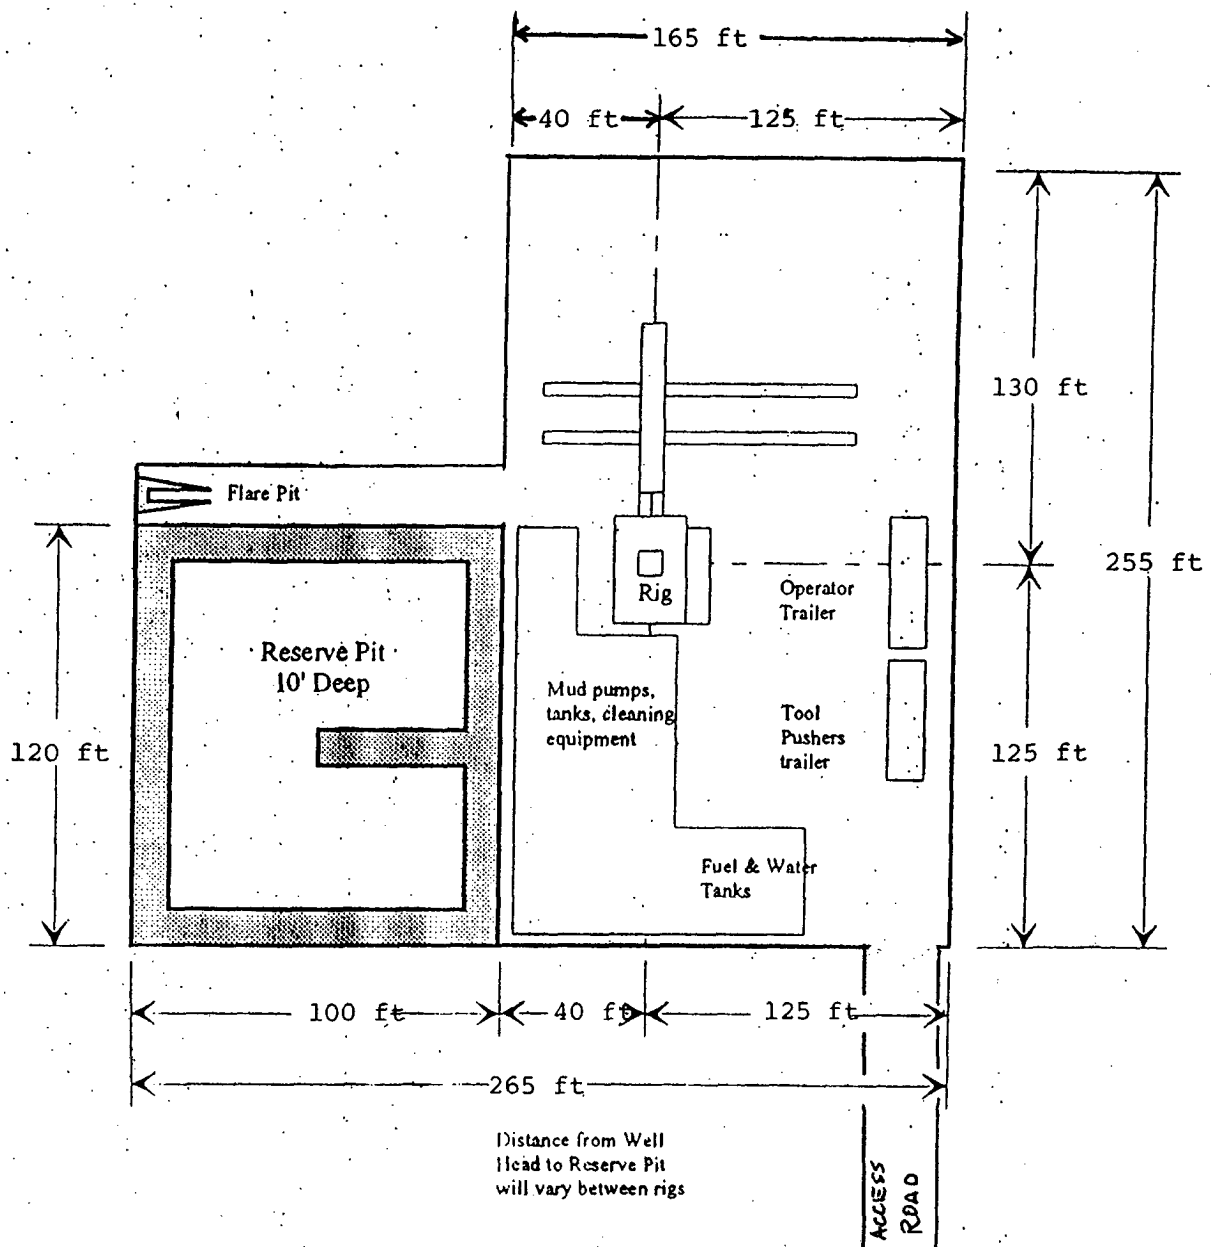 165 ft
40 ft
125 ft
130 ft
Flare Pit
255 ft
Rig
Operator
Trailer
Reserve Pit
10' Deep
Mud pumps,
tanks, cleaning
equipment
Tool
Pushers
trailer
120 ft
125 ft
Fuel & Water
Tanks
100 ft
40 ft
125 ft
265 ft
Distance from Well
Head to Reserve Pit
will vary between rigs
ACCESS
ROAD